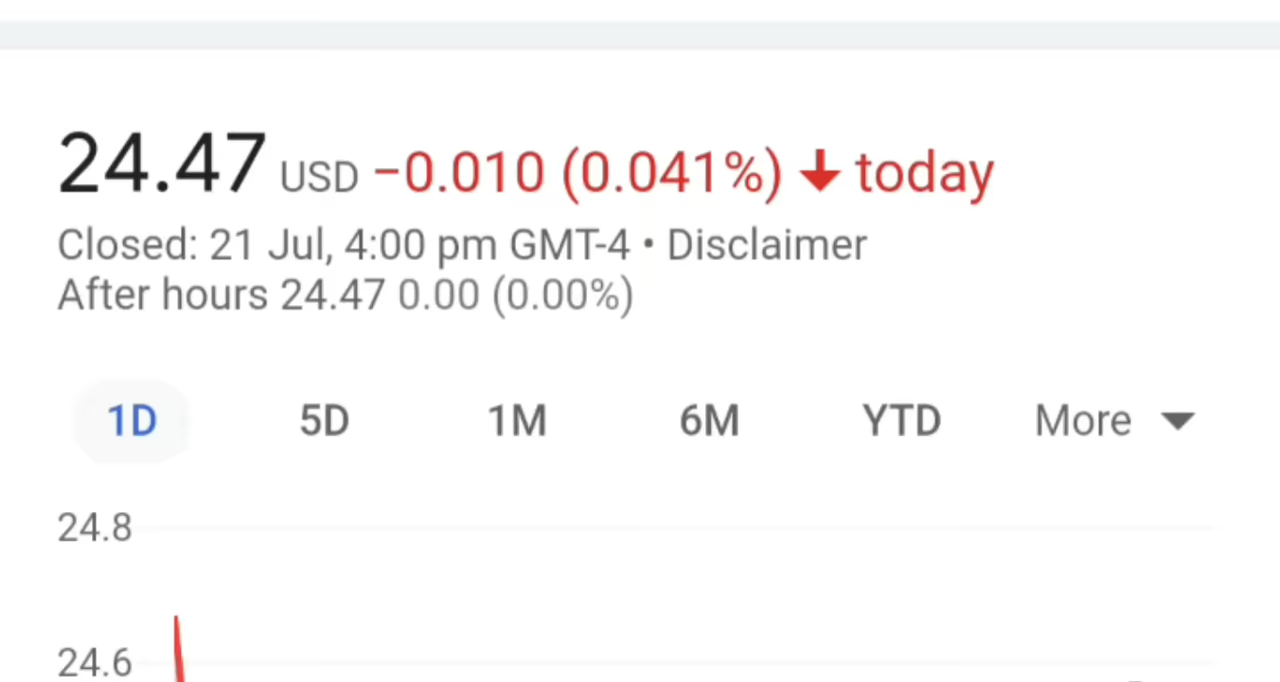 24.47 USD −0.010 (0.041%) ↓ today
Closed: 21 Jul, 4:00 pm GMT-4 • Disclaimer
After hours 24.47 0.00 (0.00%)
1D 5D 1M 6M YTD More
24.8
24.6